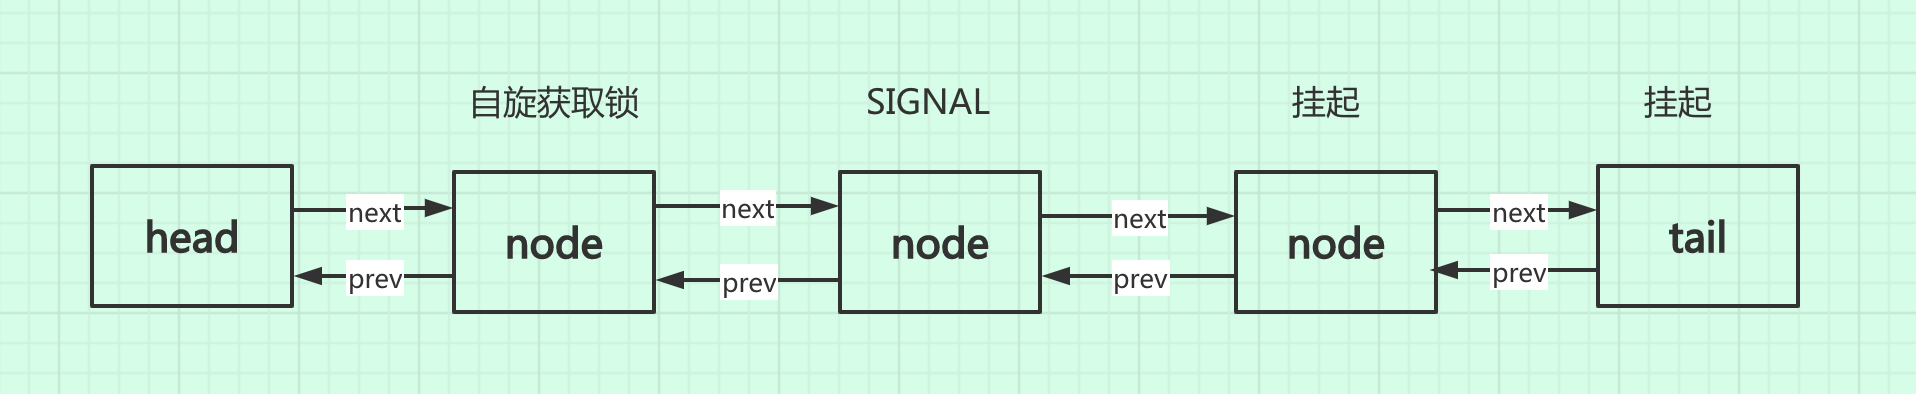 自旋获取锁
SIGNAL
挂起
挂起
head
next
prev
node
next
prev
node
next
prev
node
next
prev
tail